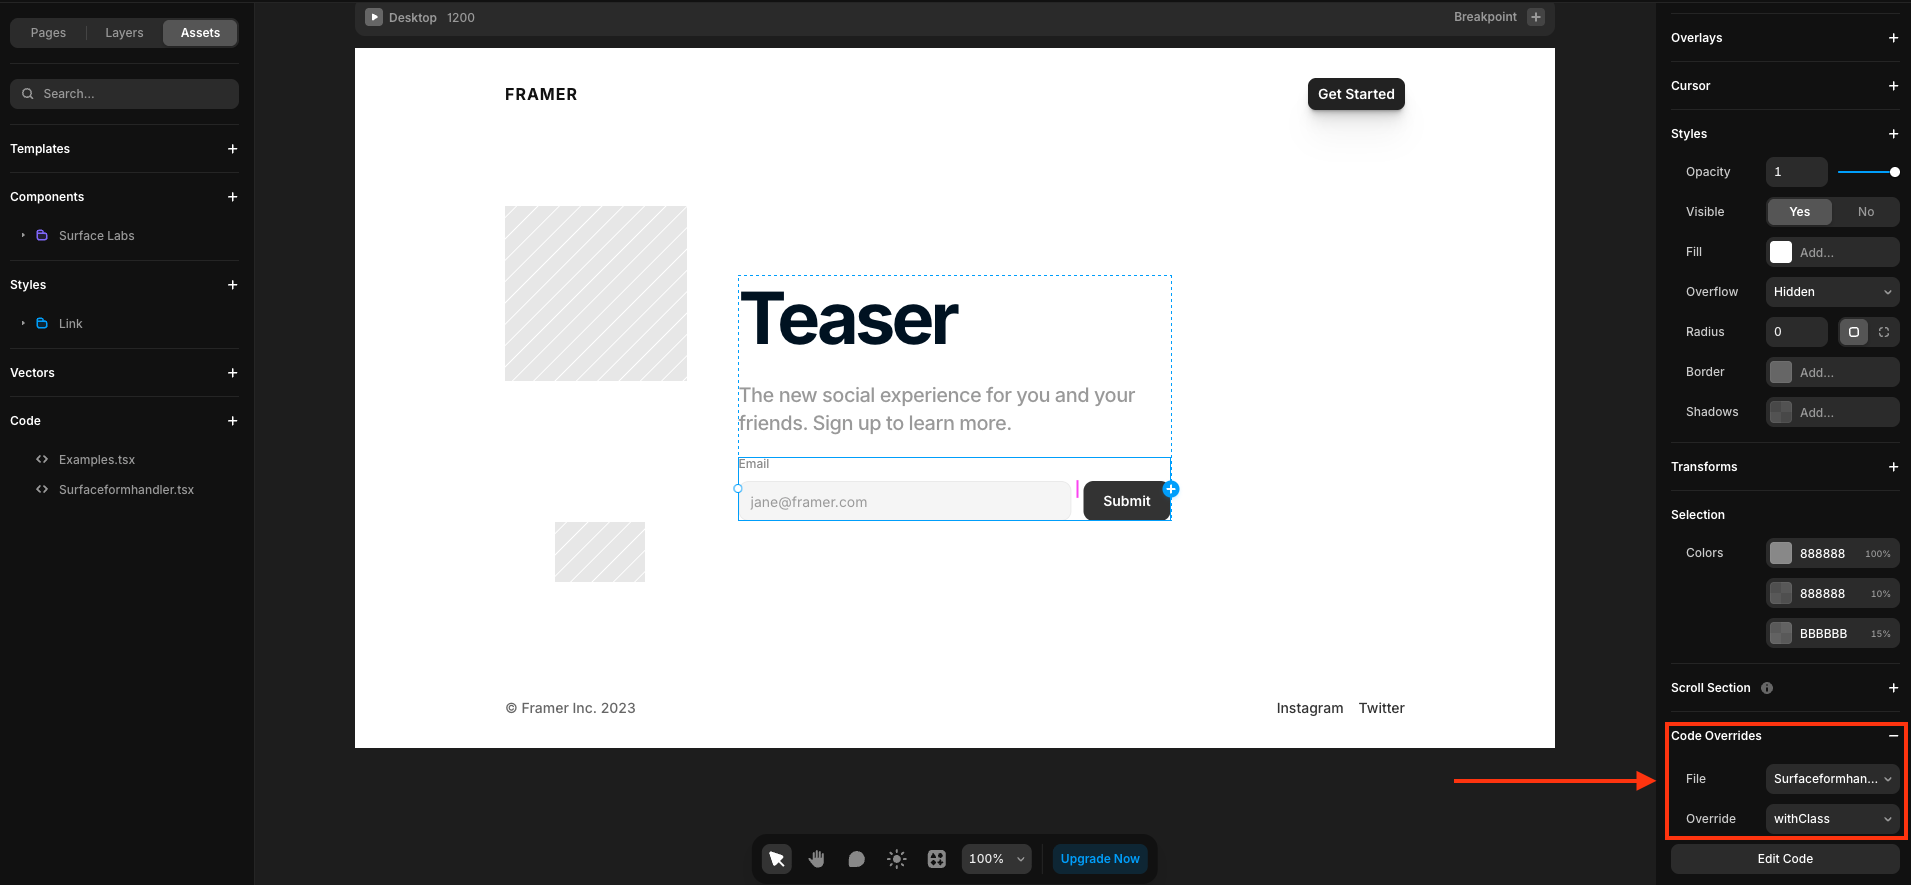 Pages
Layers
Assets
Search...
Templates
Components
Surface Labs
Styles
Link
Vectors
Code
Examples.tsx
Surfaceformhandler.tsx
Desktop 1200
Breakpoint
FRAMER
Get Started
Teaser
The new social experience for you and your
friends. Sign up to learn more.
Email
jane@framer.com
Submit
© Framer Inc. 2023
Instagram
Twitter
100%
Upgrade Now
Overlays
Cursor
Styles
Opacity 1
Visible Yes No
Fill Add...
Overflow Hidden
Radius 0
Border Add...
Shadows Add...
Transforms
Selection
Colors 888888 100%
888888 10%
BBBBBB 15%
Scroll Section
Code Overrides
File Surfaceformhan...
Override withClass
Edit Code